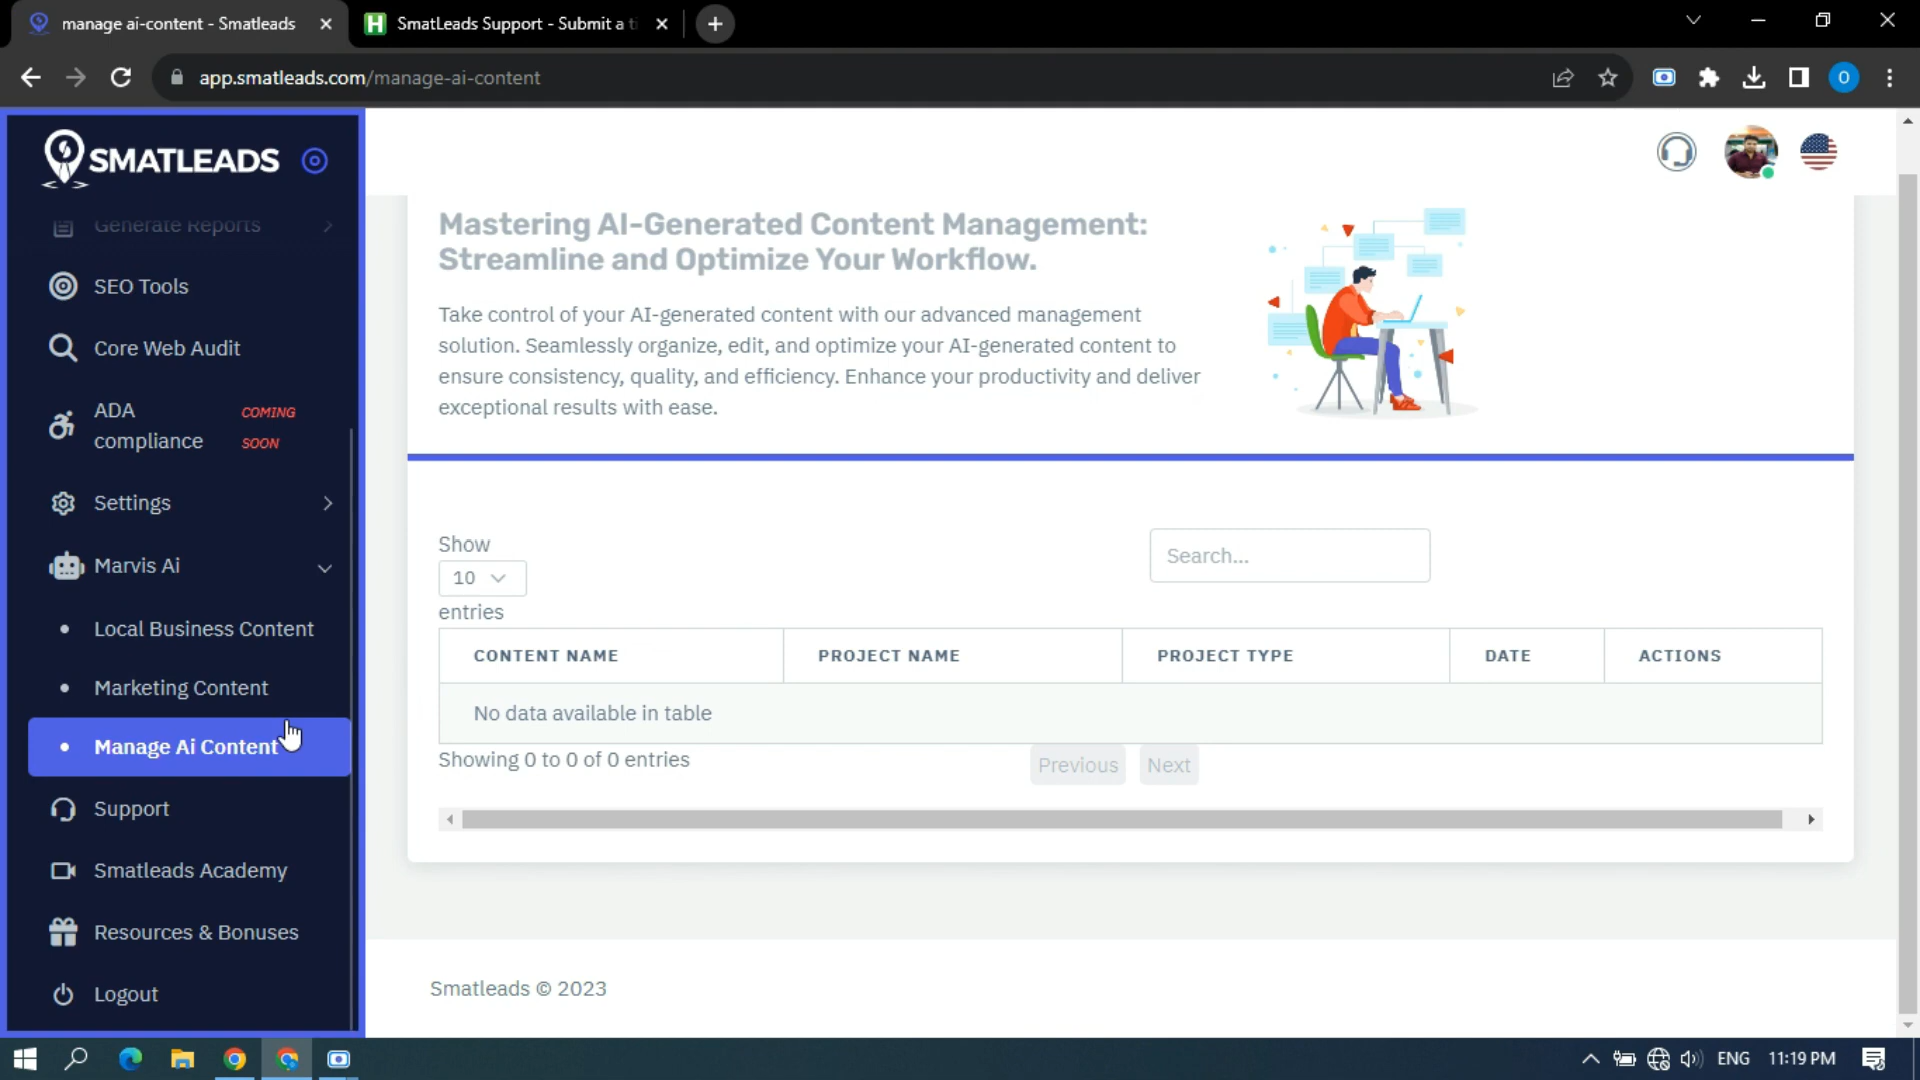 manage ai-content - Smatleads
SmatLeads Support - Submit a ti
app.smatleads.com/manage-ai-content
O
SMATLEADS
Generate Reports
SEO Tools
Core Web Audit
ADA compliance
COMING SOON
Settings
Marvis Ai
Local Business Content
Marketing Content
Manage Ai Content
Support
Smatleads Academy
Resources & Bonuses
Logout
Mastering AI-Generated Content Management:
Streamline and Optimize Your Workflow.
Take control of your AI-generated content with our advanced management
solution. Seamlessly organize, edit, and optimize your AI-generated content to
ensure consistency, quality, and efficiency. Enhance your productivity and deliver
exceptional results with ease.
Show
10
entries
Search...
CONTENT NAME PROJECT NAME PROJECT TYPE DATE ACTIONS
No data available in table
Showing 0 to 0 of 0 entries
Previous Next
Smatleads © 2023
ENG 11:19 PM